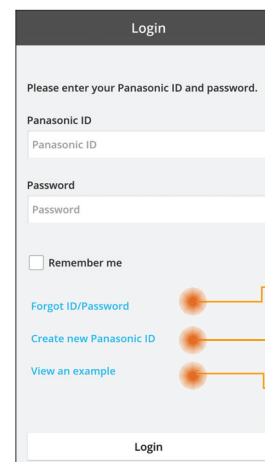 Login
Please enter your Panasonic ID and password.
Panasonic ID
Panasonic ID
Password
Password
Remember me
Forgot ID/Password
Create new Panasonic ID
View an example
Login